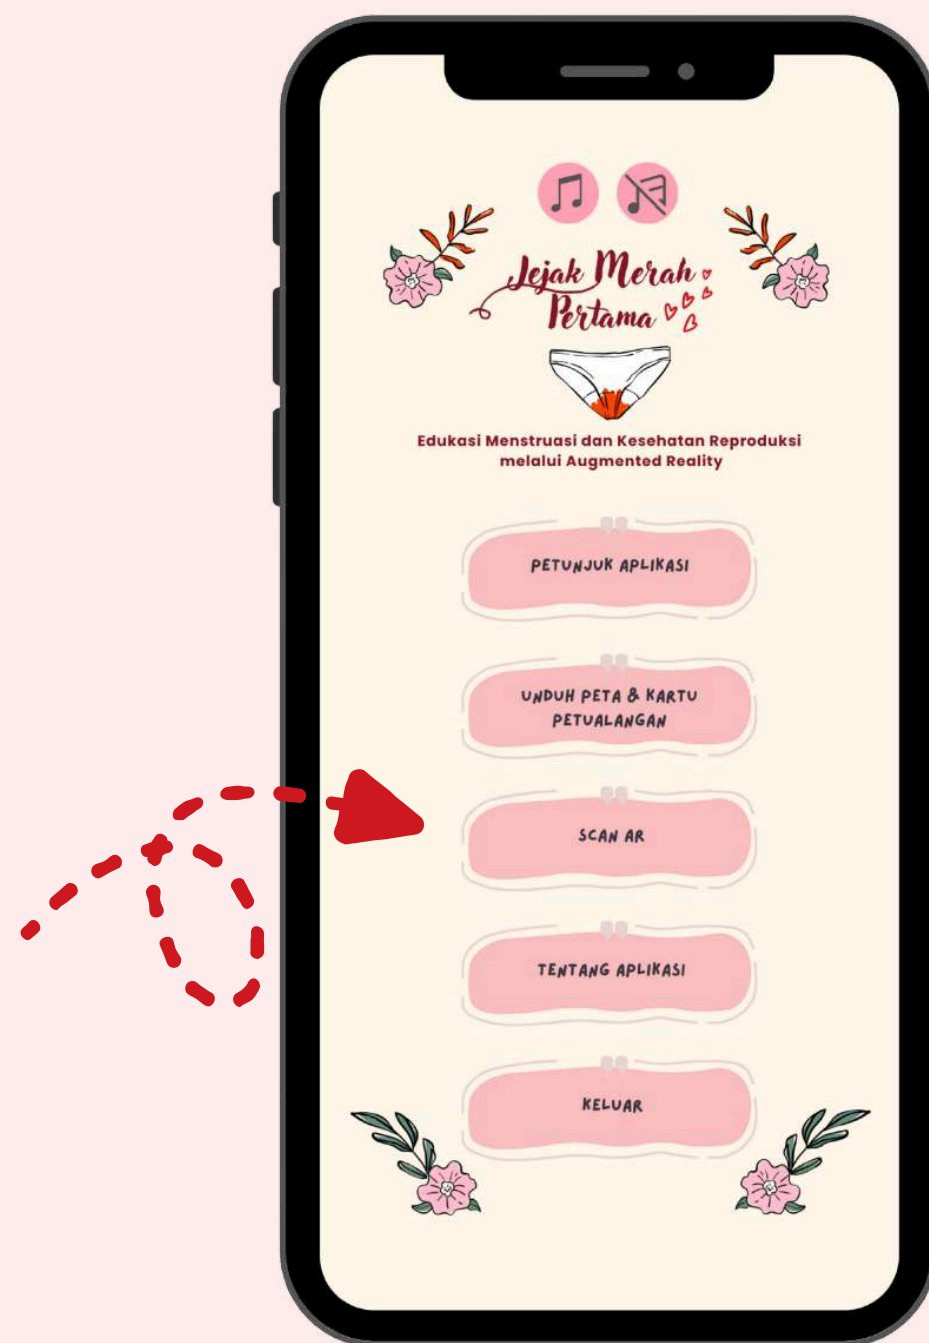 Jejak Merah
Pertama
Edukasi Menstruasi dan Kesehatan Reproduksi
melalui Augmented Reality
PETUNJUK APLIKASI
UNDUH PETA & KARTU
PETUALANGAN
SCAN AR
TENTANG APLIKASI
KELUAR